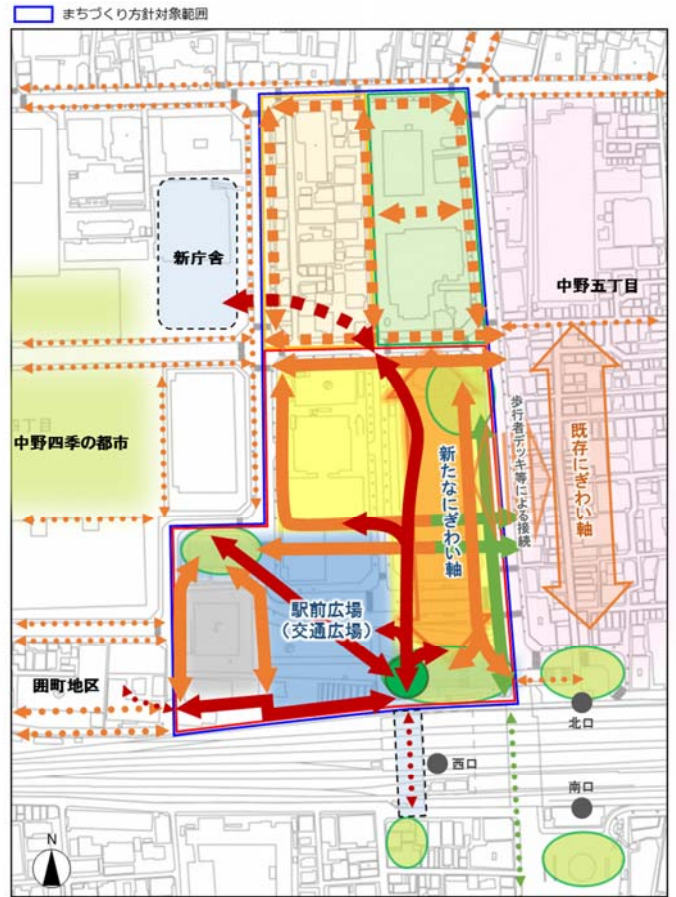 まちづくり方針対象範囲
新庁舎
中野五丁目
中野四季の都市
歩行者デッキ等による接続
既存にぎわい軸
新たなにぎわい軸
駅前広場
（交通広場）
囲町地区
北口
西口
南口
N